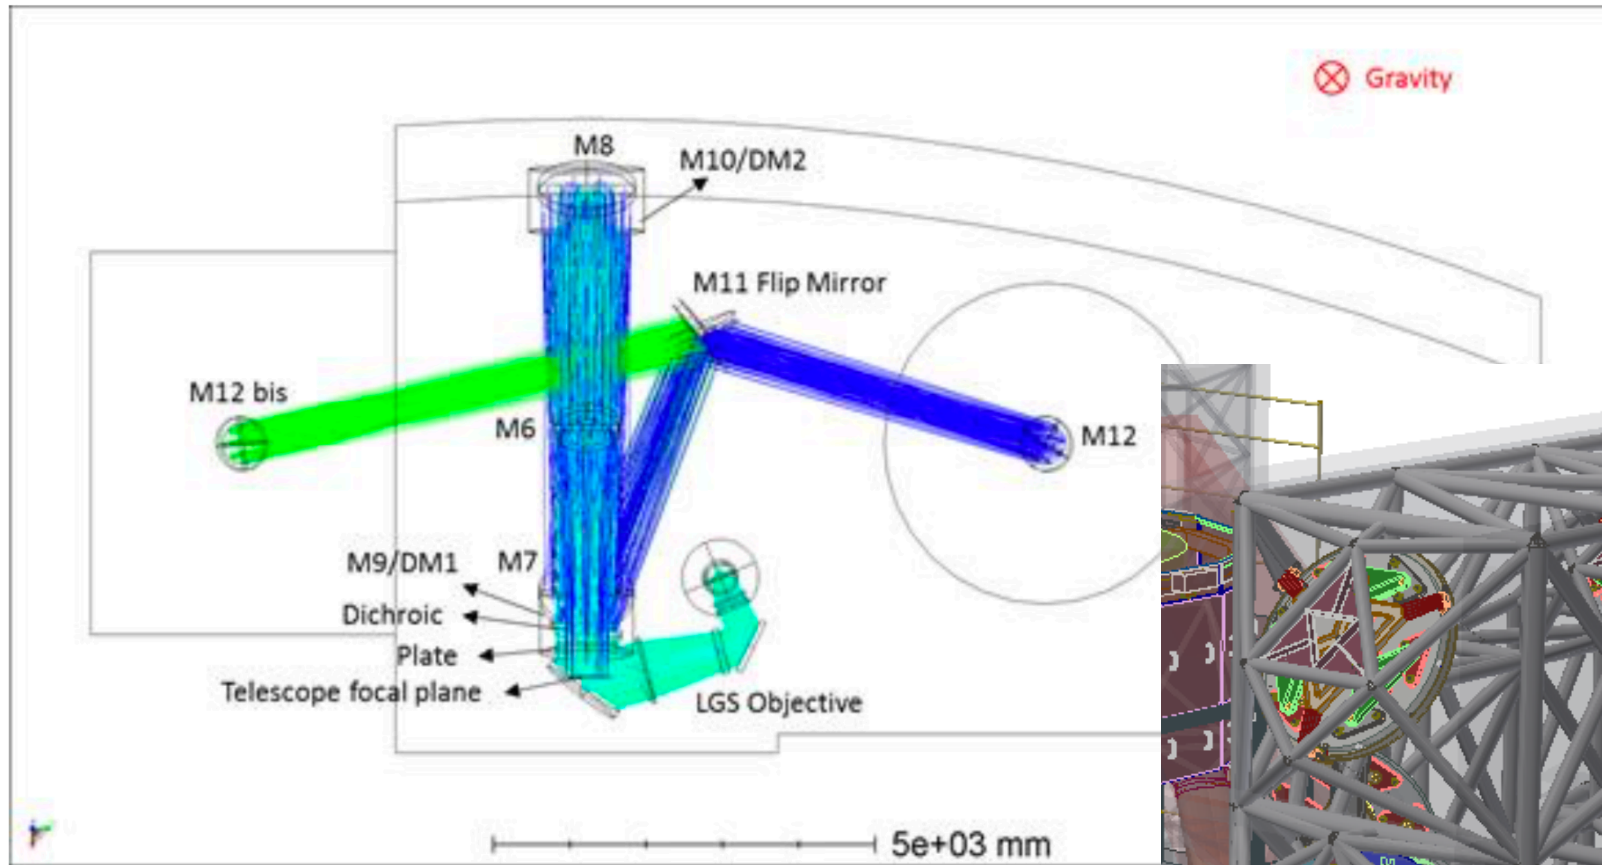 Gravity
M8
M10/DM2
M11 Flip Mirror
M12 bis
M6
M12
M9/DM1
M7
Dichroic
Plate
Telescope focal plane
LGS Objective
5e+03 mm